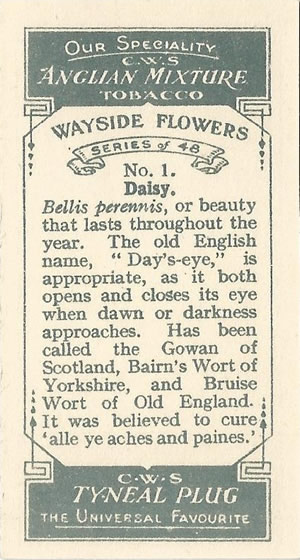 OUR SPECIALITY
C.W.S
ANGLIAN MIXTURE
TOBACCO
WAYSIDE FLOWERS
SERIES of 48
No. 1.
Daisy.
Bellis perennis, or beauty
that lasts throughout the
year. The old English
name, “ Day's-eye,” is
appropriate, as it both
opens and closes its eye
when dawn or darkness
approaches. Has been
called the Gowan of
Scotland, Bairn's Wort of
Yorkshire, and Bruise
Wort of Old England.
It was believed to cure
‘alle ye aches and paines.’
C.W.S
TYNEAL PLUG
THE UNIVERSAL FAVOURITE